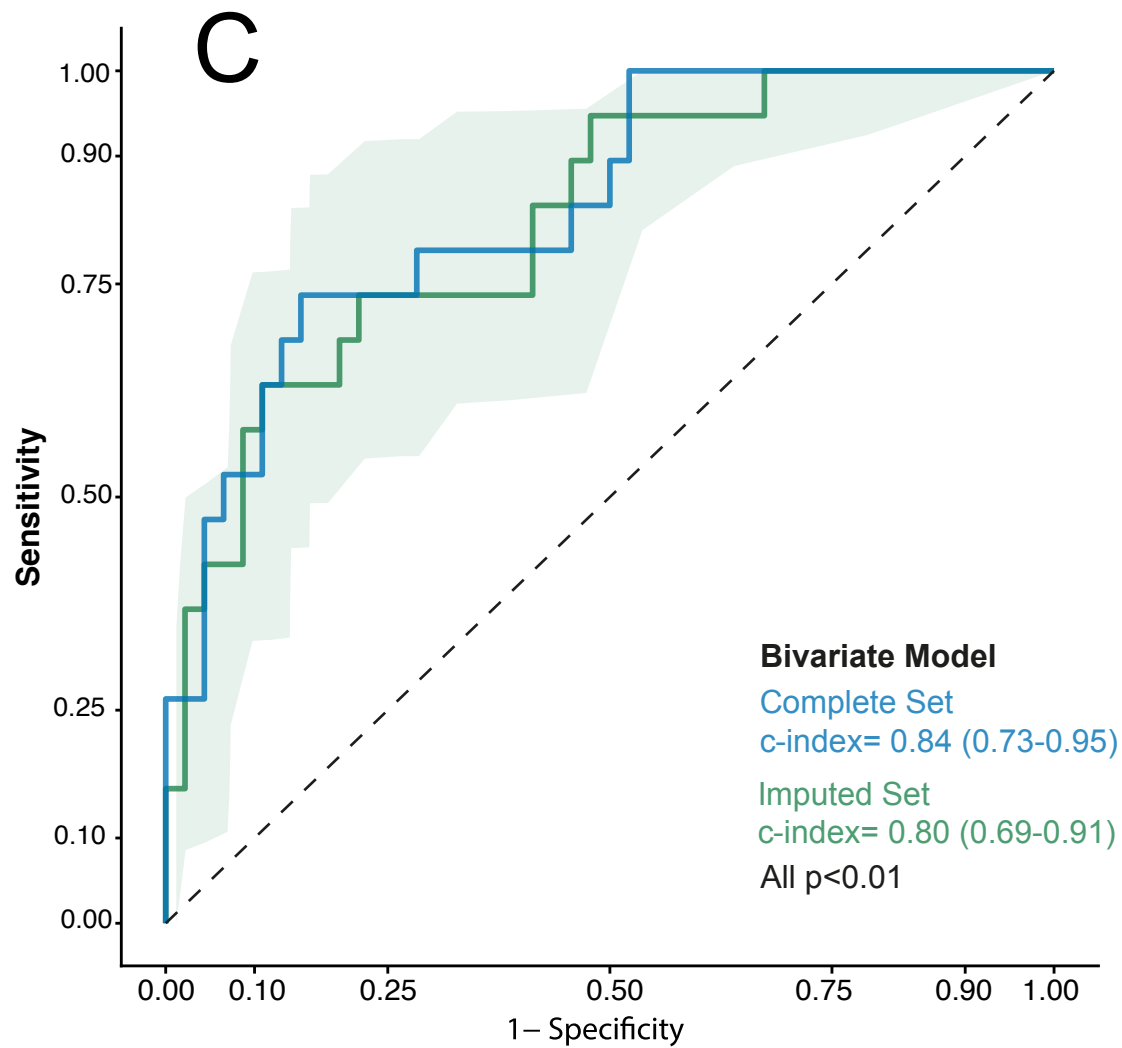 C
1.00
0.90
0.75
0.50
0.25
0.10
0.00
Sensitivity
Bivariate Model
Complete Set
c-index= 0.84 (0.73-0.95)
Imputed Set
c-index= 0.80 (0.69-0.91)
All p<0.01
0.00 0.10 0.25 0.50 0.75 0.90 1.00
1− Specificity